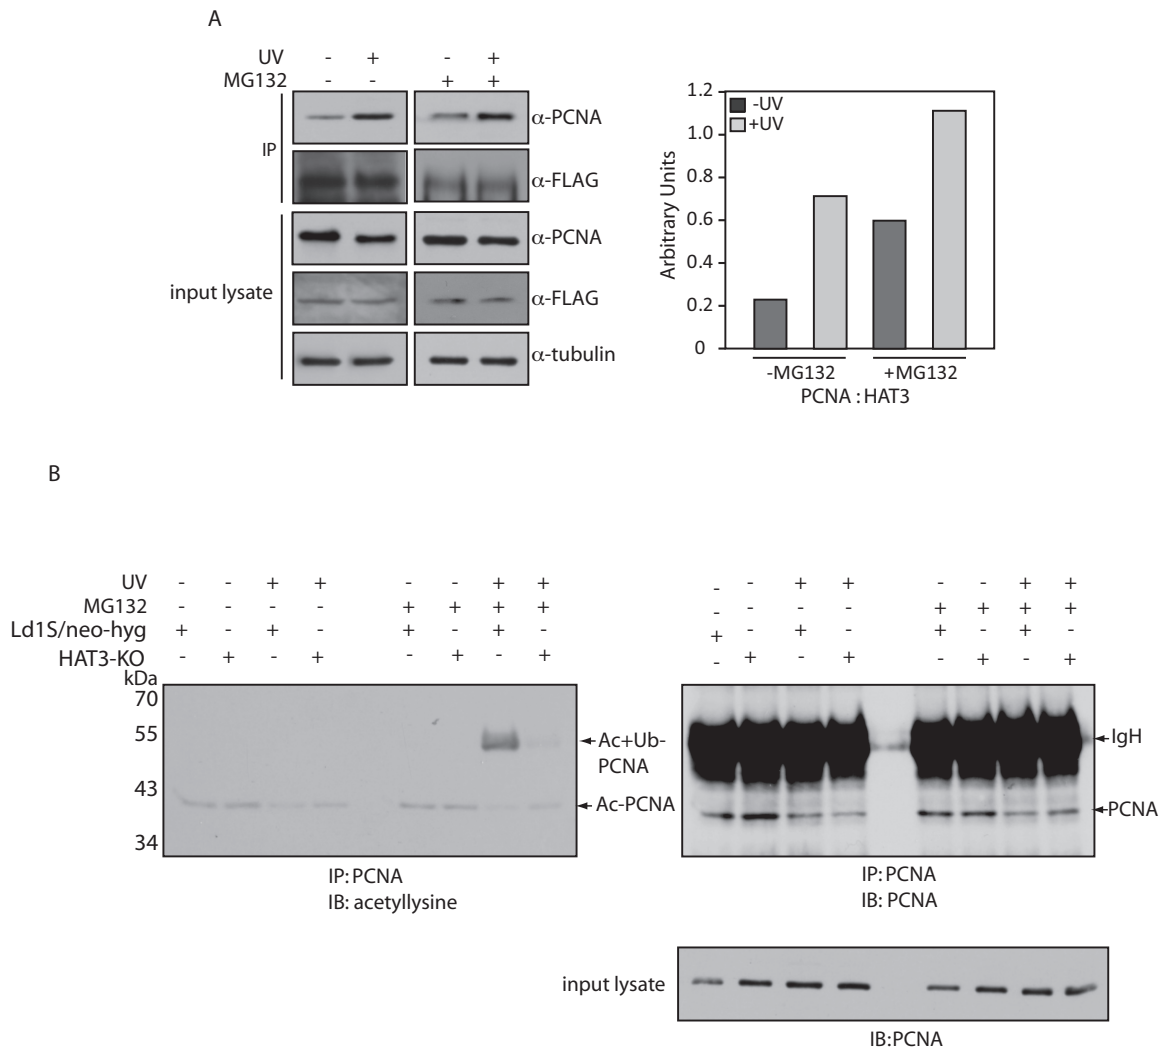 A
UV - + - +
MG132 - - + +
IP
α-PCNA
α-FLAG
input lysate
α-PCNA
α-FLAG
α-tubulin
1.2
1.0
0.8
0.6
0.4
0.2
0
Arbitrary Units
-UV
+UV
-MG132 +MG132
PCNA : HAT3
B
UV - - + + - - + +
MG132 - - - - + + + +
Ld1S/neo-hyg + - + - + - + -
HAT3-KO - + - + - + - +
kDa
70
55
43
34
Ac+Ub-
PCNA
Ac-PCNA
IP: PCNA
IB: acetyllysine
- - + + - - + +
- - - - + + + +
+ - + - + - + -
- + - + - + - +
IgH
PCNA
IP: PCNA
IB: PCNA
input lysate
IB:PCNA